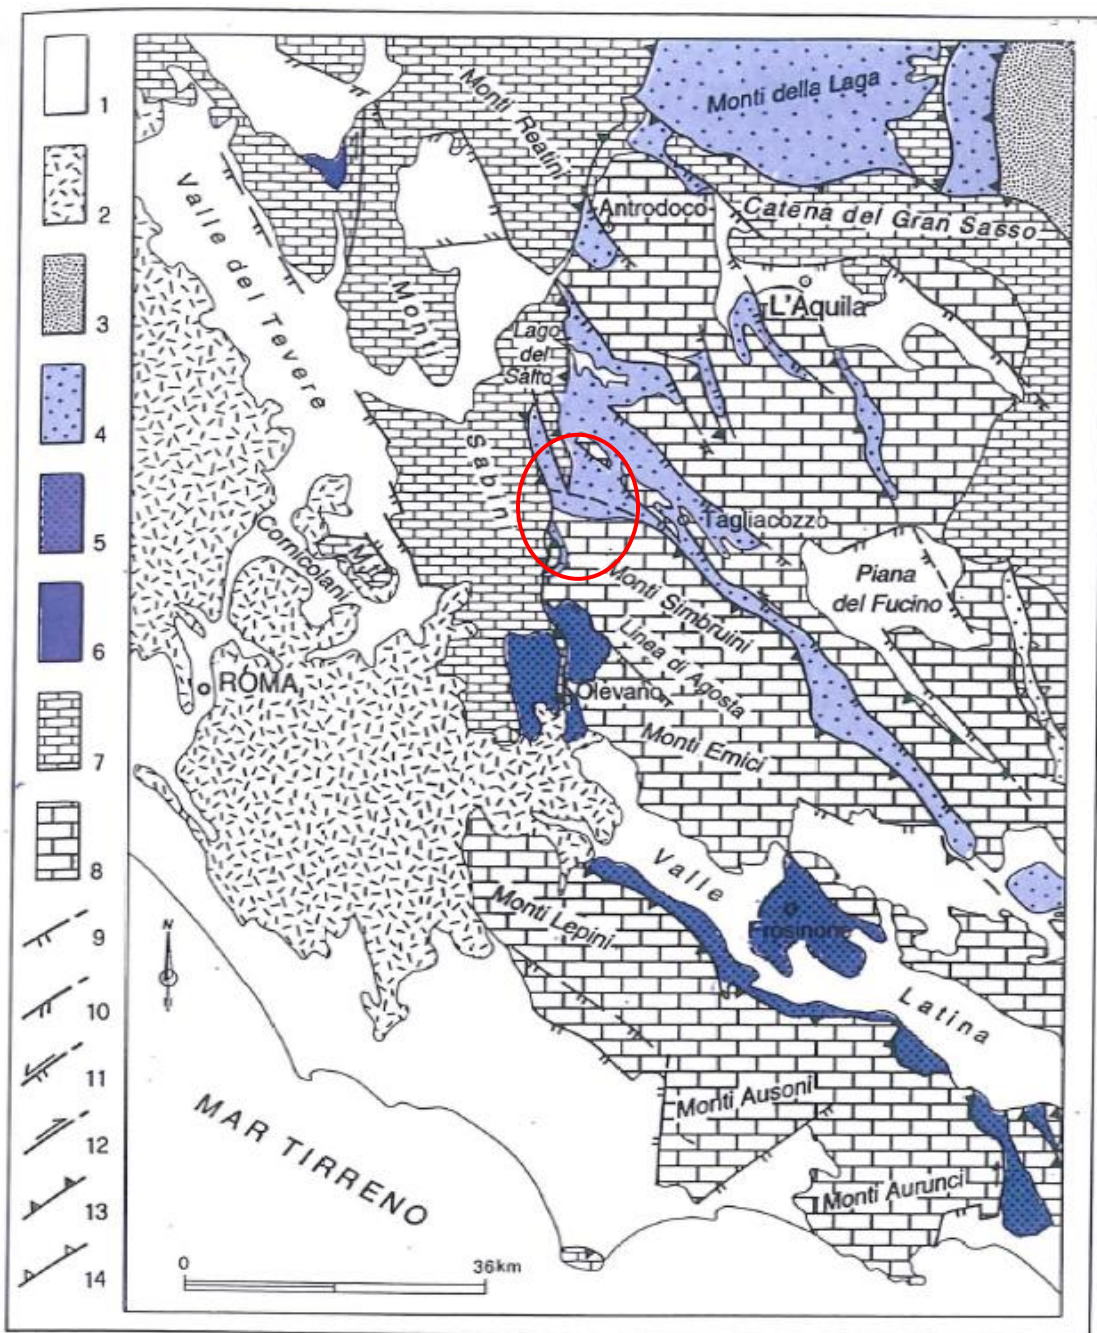 1
2
3
4
5
6
7
8
9
10
11
12
13
14
Monti della Laga
Monti Reatini
Antrodoco
Catena del Gran Sasso
L'Aquila
Valle del Tevere
Monti
Sabini
Lago
del
Salto
Cornicolani
M.ti
Tagliacozzo
Piana
del Fucino
Monti Simbruini
Linea di Agosta
ROMA
Olevano
Monti Ernici
Valle
Latina
Frosinone
Monti Lepini
N
Monti Ausoni
Monti Aurunci
MAR TIRRENO
0
36km